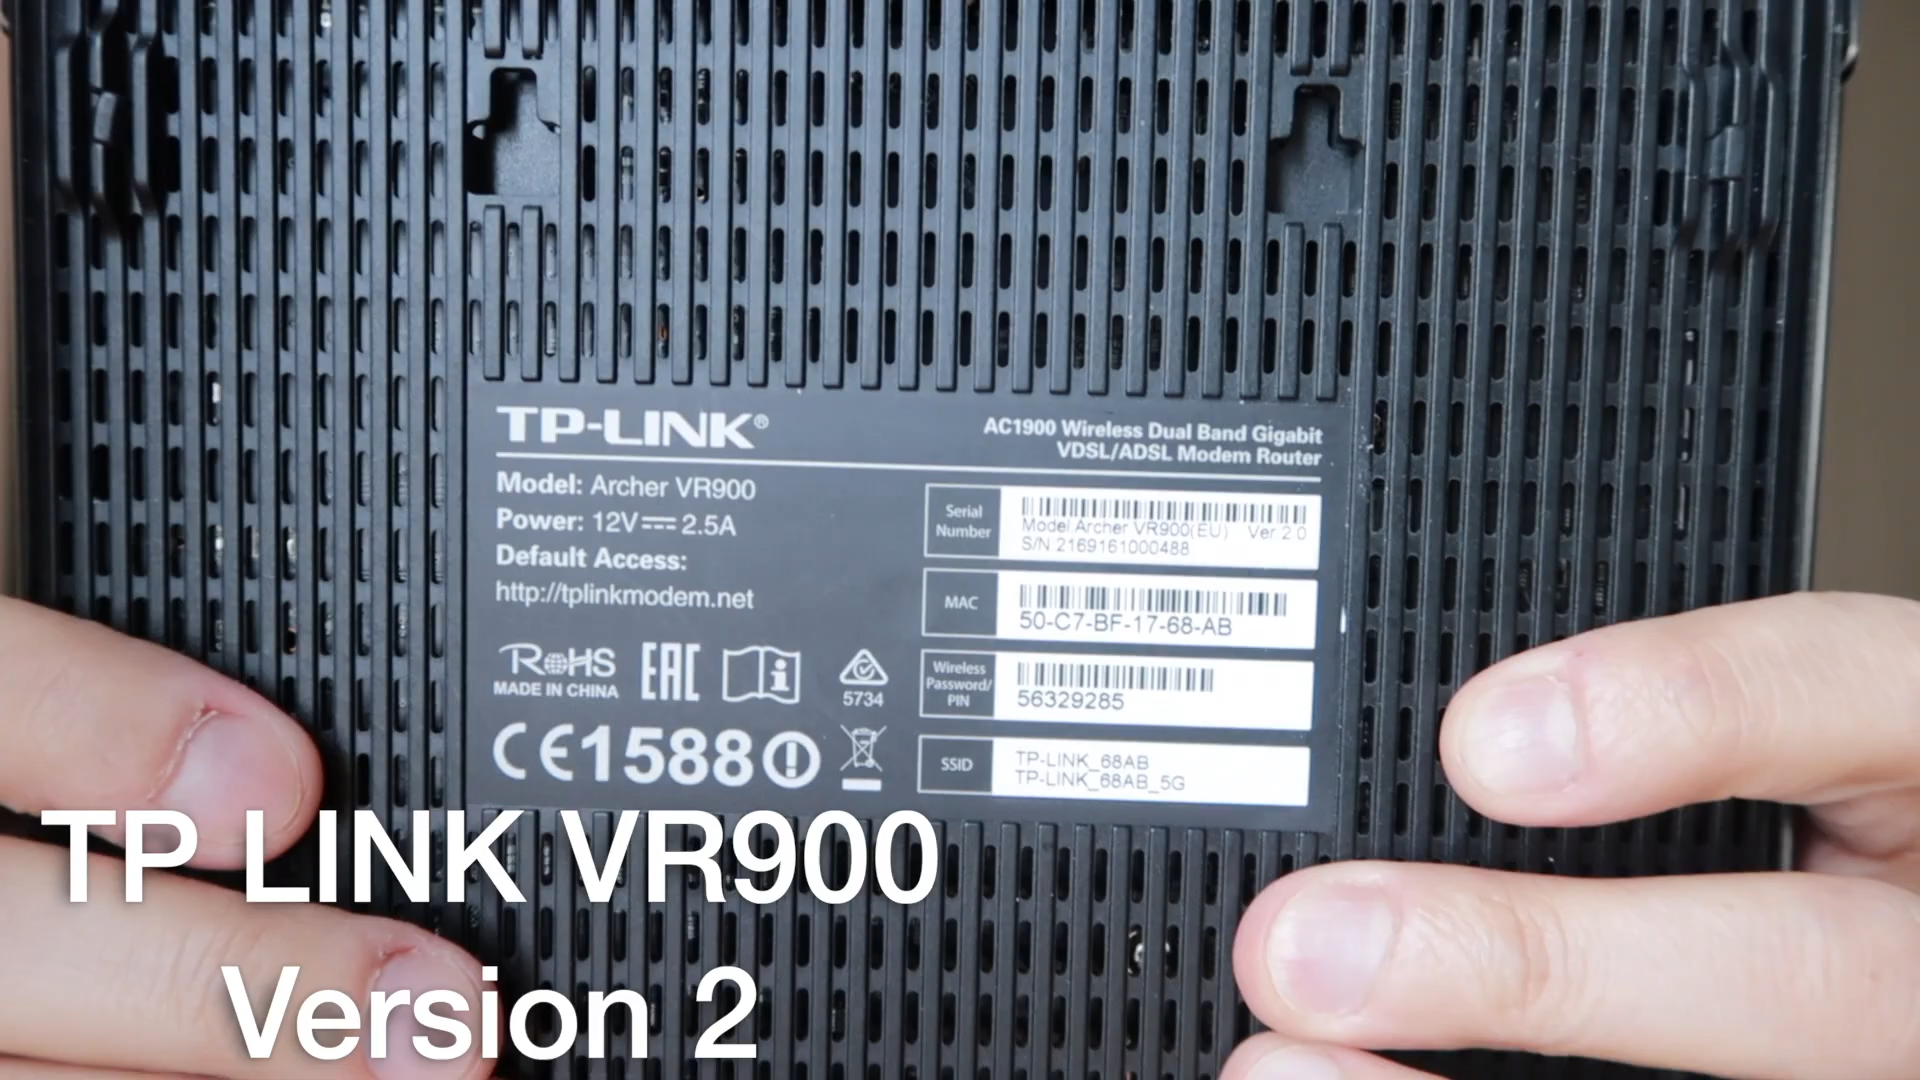 TP-LINK®
AC1900 Wireless Dual Band Gigabit
VDSL/ADSL Modem Router
Model: Archer VR900
Power: 12V⎓2.5A
Default Access:
http://tplinkmodem.net
RoHS
MADE IN CHINA
EAC
5734
CE1588
Serial
Number
Model:Archer VR900(EU) Ver:2.0
S/N:2169161000488
MAC
50-C7-BF-17-68-AB
Wireless
Password/
PIN
56329285
SSID
TP-LINK_68AB
TP-LINK_68AB_5G
TP LINK VR900
Version 2